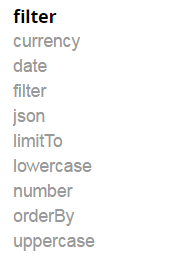 filter
currency
date
filter
json
limitTo
lowercase
number
orderBy
uppercase